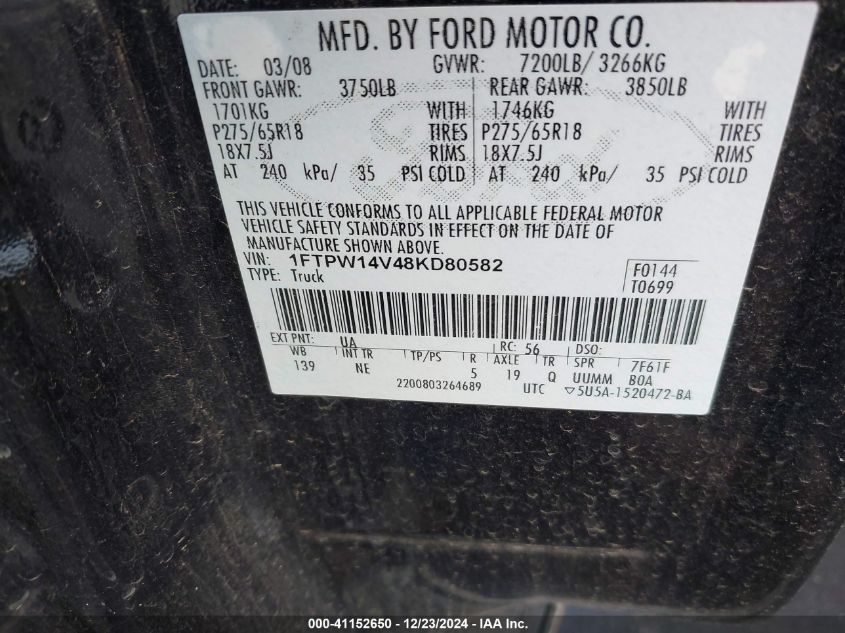 MFD. BY FORD MOTOR CO.
DATE: 03/08 GVWR: 7200LB/ 3266KG
FRONT GAWR: 3750LB REAR GAWR: 3850LB
1701KG WITH 1746KG WITH
P275/65R18 TIRES P275/65R18 TIRES
18X7.5J RIMS 18X7.5J RIMS
AT 240 kPa/ 35 PSI COLD AT 240 kPa/ 35 PSI COLD
THIS VEHICLE CONFORMS TO ALL APPLICABLE FEDERAL MOTOR
VEHICLE SAFETY STANDARDS IN EFFECT ON THE DATE OF
MANUFACTURE SHOWN ABOVE.
VIN: 1FTPW14V48KD80582 F0144
TYPE: Truck T0699
EXT PNT: UA RC: 56 DSO:
WB INT TR TP/PS R AXLE TR SPR 7F61F
139 NE 5 19 Q UUMM B0A
2200803264689 UTC ▽5U5A-1520472-BA
000-41152650 - 12/23/2024 - IAA Inc.